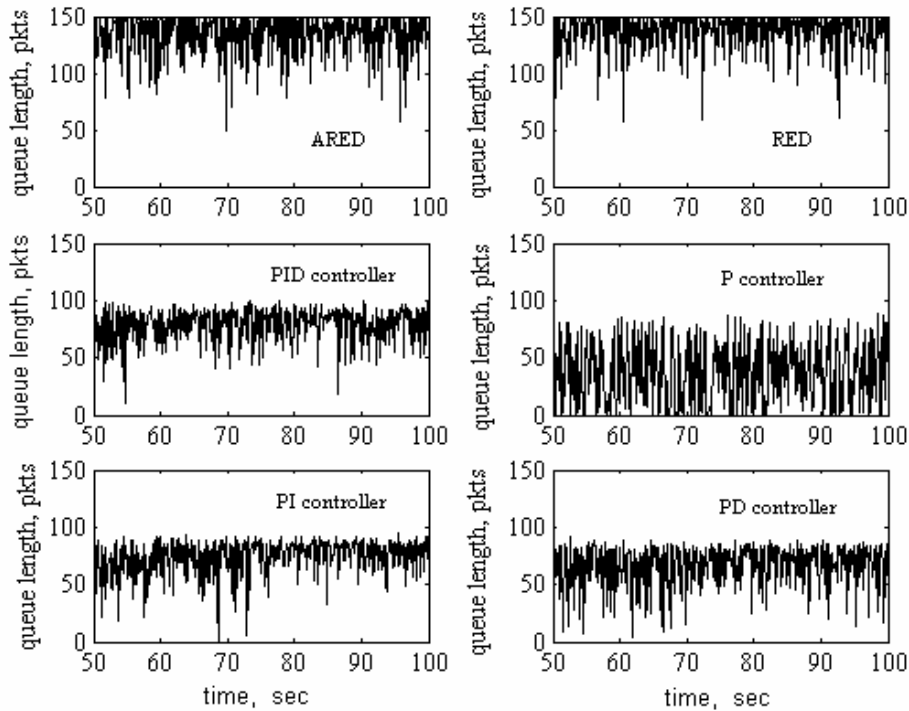 150
100
50
0
queue length, pkts
ARED
50 60 70 80 90 100
150
100
50
0
queue length, pkts
RED
50 60 70 80 90 100
150
100
50
0
queue length, pkts
PID controller
50 60 70 80 90 100
150
100
50
0
queue length, pkts
P controller
50 60 70 80 90 100
150
100
50
0
queue length, pkts
PI controller
50 60 70 80 90 100
time, sec
150
100
50
0
queue length, pkts
PD controller
50 60 70 80 90 100
time, sec